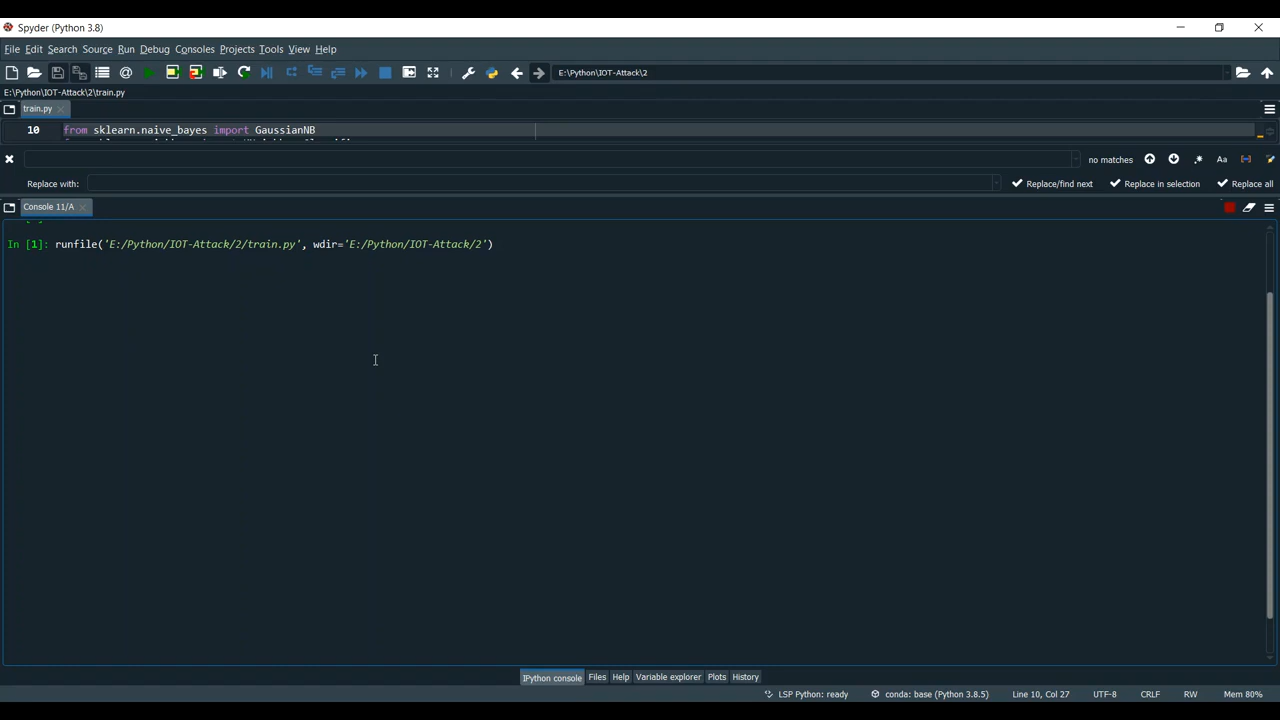 Spyder (Python 3.8)
File Edit Search Source Run Debug Consoles Projects Tools View Help
E:\Python\IOT-Attack\2
E:\Python\IOT-Attack\2\train.py
train.py
10 from sklearn.naive_bayes import GaussianNB
no matches
Aa
Replace with:
Replace/find next
Replace in selection
Replace all
Console 11/A
In [1]: runfile('E:/Python/IOT-Attack/2/train.py', wdir='E:/Python/IOT-Attack/2')
IPython console Files Help Variable explorer Plots History
LSP Python: ready conda: base (Python 3.8.5) Line 10, Col 27 UTF-8 CRLF RW Mem 80%